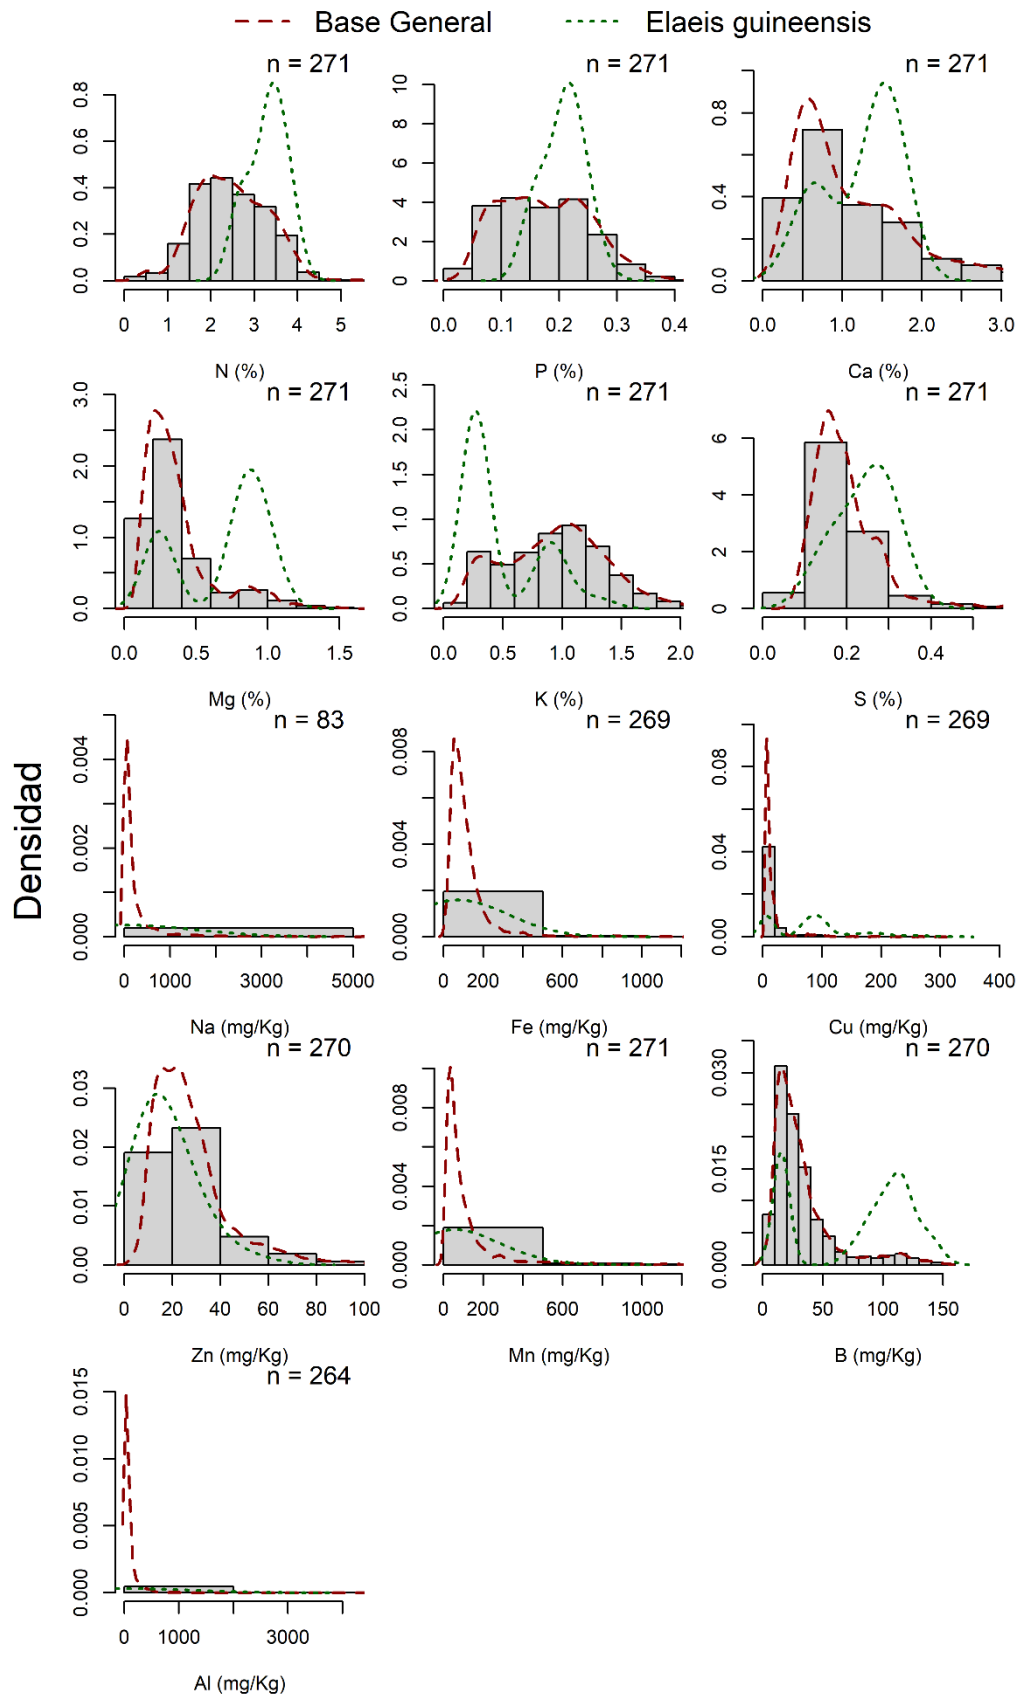 Base General Elaeis guineensis
n = 271 n = 271 n = 271
0.0 0.2 0.4 0.6 0.8
0 1 2 3 4 5
N (%)
0 2 4 6 8 10
0.0 0.1 0.2 0.3 0.4
P (%)
0.0 0.4 0.8
0.0 1.0 2.0 3.0
Ca (%)
n = 271 n = 271 n = 271
0.0 1.0 2.0 3.0
0.0 0.5 1.0 1.5
Mg (%)
0.0 0.5 1.0 1.5 2.0 2.5
0.0 0.5 1.0 1.5 2.0
K (%)
0 2 4 6
0.0 0.2 0.4
S (%)
Densidad
n = 83 n = 269 n = 269
0.000 0.002 0.004
0 1000 3000 5000
Na (mg/Kg)
0.000 0.004 0.008
0 200 600 1000
Fe (mg/Kg)
0.00 0.04 0.08
0 100 200 300 400
Cu (mg/Kg)
n = 270 n = 271 n = 270
0.00 0.01 0.02 0.03
0 20 40 60 80 100
Zn (mg/Kg)
0.000 0.004 0.008
0 200 600 1000
Mn (mg/Kg)
0.000 0.015 0.030
0 50 100 150
B (mg/Kg)
n = 264
0.000 0.005 0.010 0.015
0 1000 3000
Al (mg/Kg)